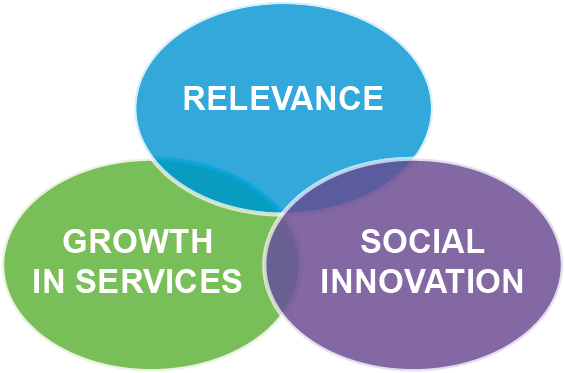 RELEVANCE
GROWTH
IN SERVICES
SOCIAL
INNOVATION